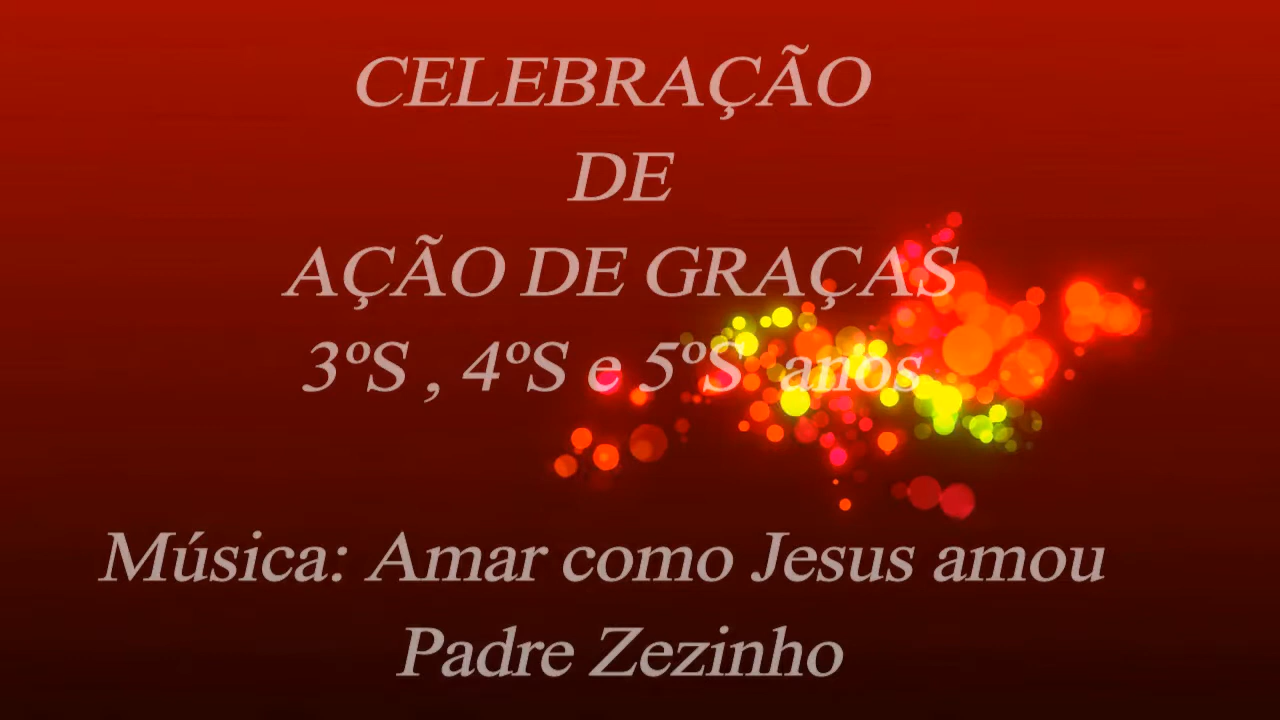 CELEBRAÇÃO
DE
AÇÃO DE GRAÇAS
3ºS , 4ºS e 5ºS anos
Música: Amar como Jesus amou
Padre Zezinho